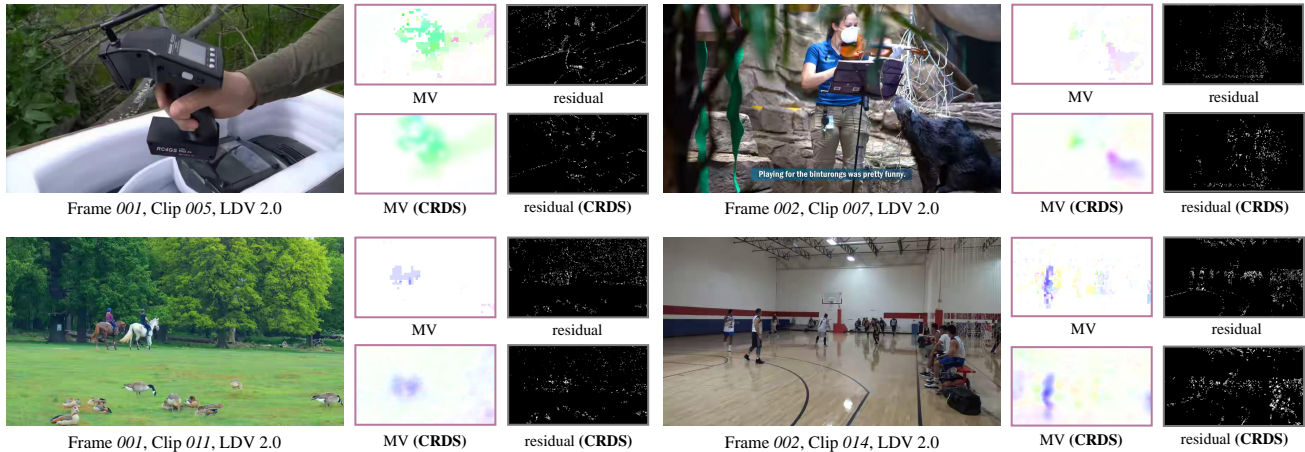 MV
residual
RC4GS
MV (CRDS)
residual (CRDS)
Frame 001, Clip 005, LDV 2.0
MV
residual
Playing for the binturongs was pretty funny.
MV (CRDS)
residual (CRDS)
Frame 002, Clip 007, LDV 2.0
MV
residual
MV (CRDS)
residual (CRDS)
Frame 001, Clip 011, LDV 2.0
MV
residual
MV (CRDS)
residual (CRDS)
Frame 002, Clip 014, LDV 2.0